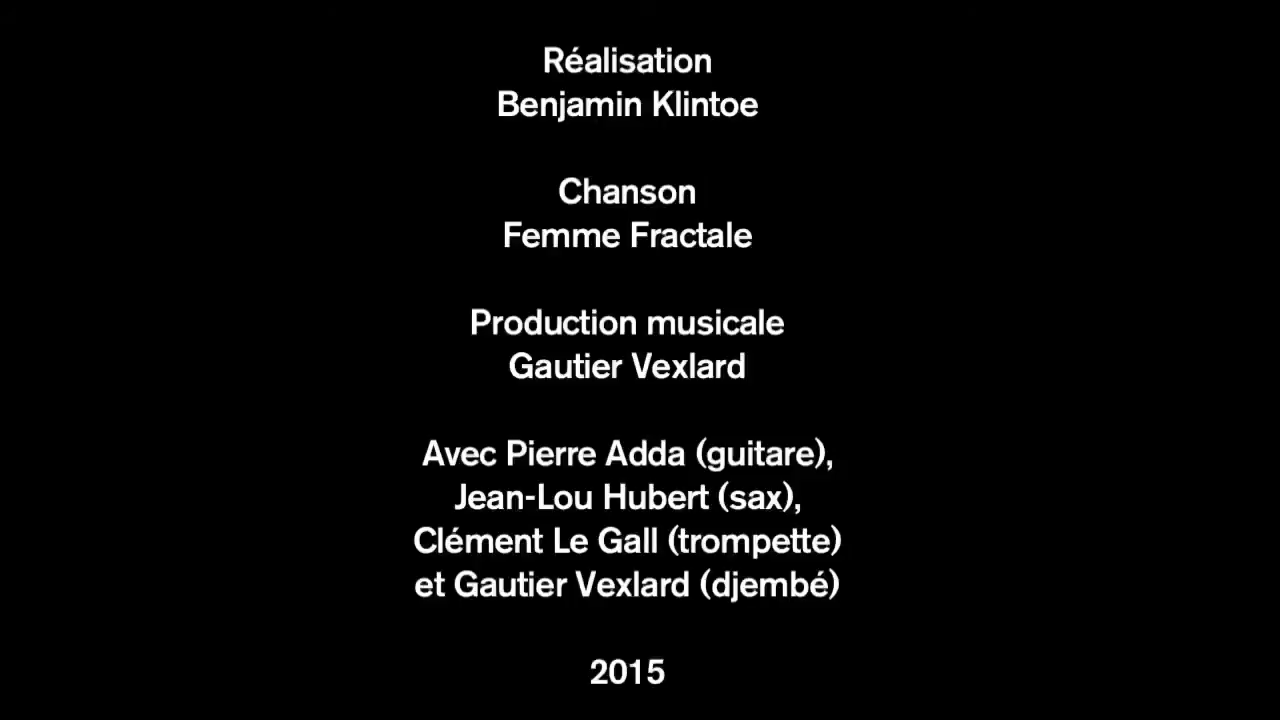 Réalisation
Benjamin Klintoe
Chanson
Femme Fractale
Production musicale
Gautier Vexlard
Avec Pierre Adda (guitare),
Jean-Lou Hubert (sax),
Clément Le Gall (trompette)
et Gautier Vexlard (djembé)
2015